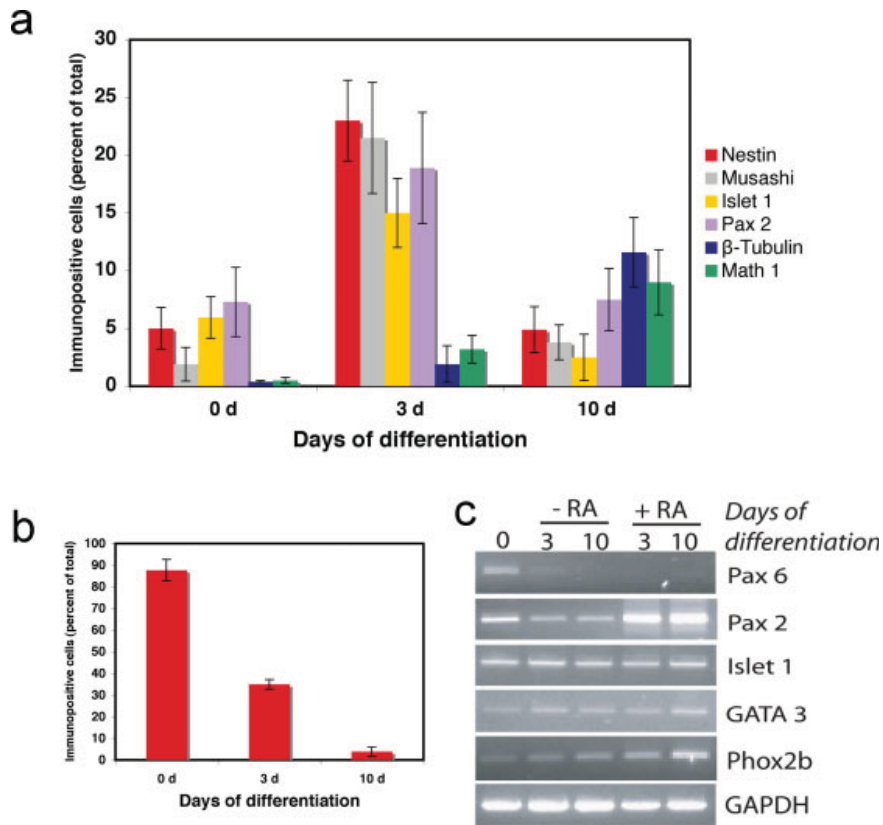 a
Immunopositive cells (percent of total)
30
25
20
15
10
5
0
0 d
3 d
10 d
Days of differentiation
Nestin
Musashi
Islet 1
Pax 2
β-Tubulin
Math 1
b
Immunopositive cells (percent of total)
100
90
80
70
60
50
40
30
20
10
0
0 d
3 d
10 d
Days of differentiation
c
- RA + RA Days of
0 3 10 3 10 differentiation
Pax 6
Pax 2
Islet 1
GATA 3
Phox2b
GAPDH